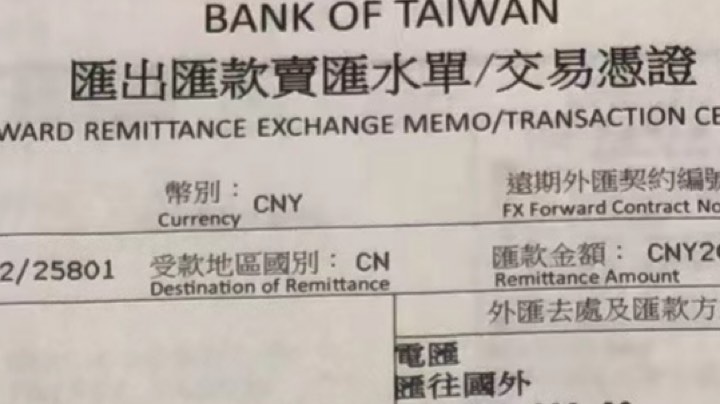 BANK OF TAIWAN
匯出匯款賣匯水單/交易憑證
WARD REMITTANCE EXCHANGE MEMO/TRANSACTION CE
幣別： CNY
Currency
遠期外匯契約編號
FX Forward Contract No
2/25801
受款地區國別： CN
Destination of Remittance
匯款金額： CNY2
Remittance Amount
外匯去處及匯款方
電匯
匯往國外